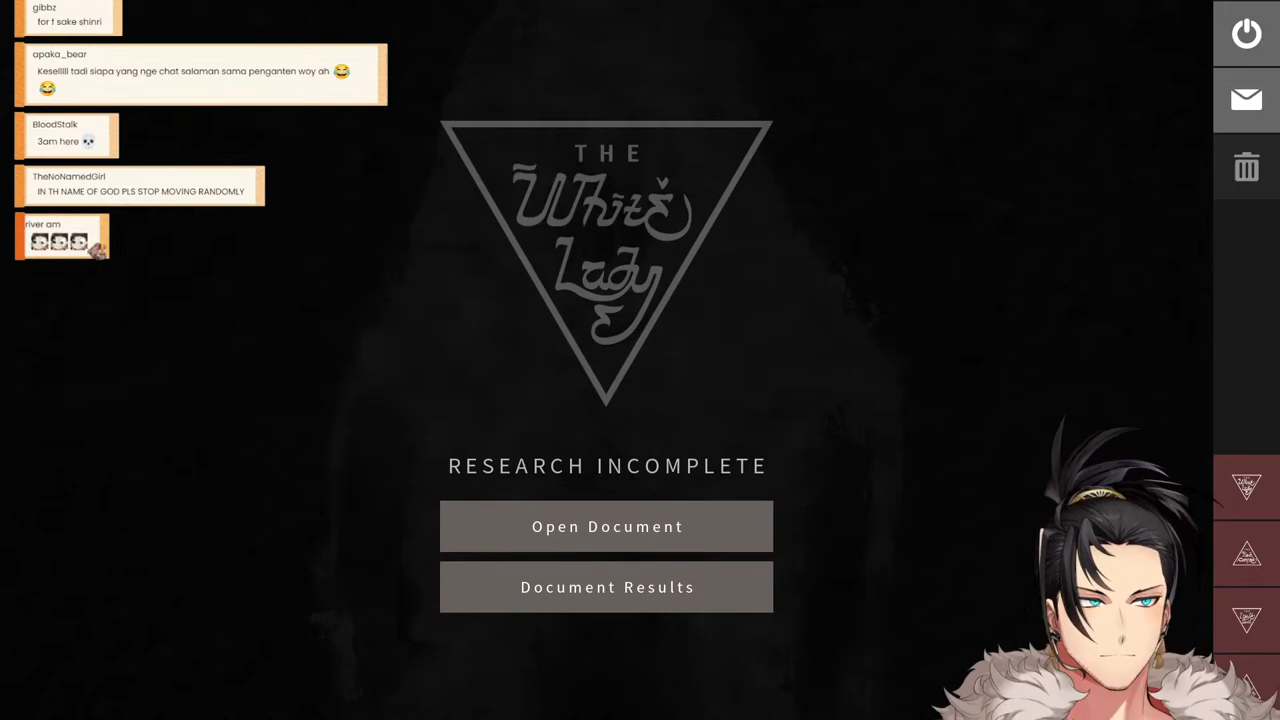 gibbz
for f sake shinri
apaka_bear
Keselllll tadi siapa yang nge chat salaman sama penganten woy ah 😂
😂
BloodStalk
3am here 💀
TheNoNamedGirl
IN TH NAME OF GOD PLS STOP MOVING RANDOMLY
river am
THE
White
Lady
RESEARCH INCOMPLETE
Open Document
Document Results